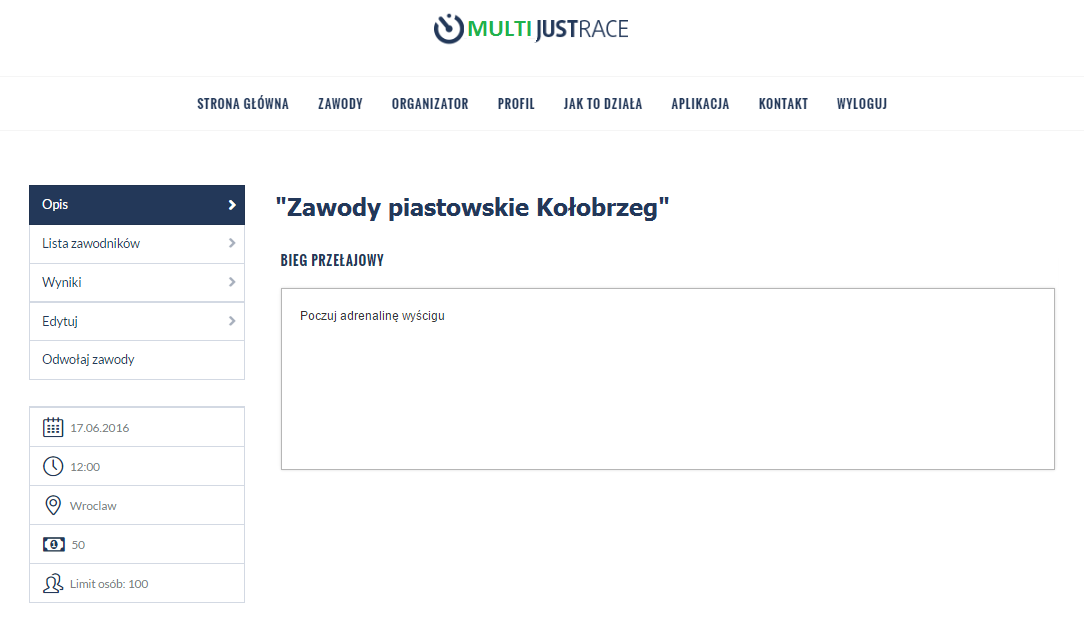 MULTI JUSTRACE
STRONA GŁÓWNA ZAWODY ORGANIZATOR PROFIL JAK TO DZIAŁA APLIKACJA KONTAKT WYLOGUJ
Opis
Lista zawodników
Wyniki
Edytuj
Odwołaj zawody
17.06.2016
12:00
Wroclaw
50
Limit osób: 100
"Zawody piastowskie Kołobrzeg"
BIEG PRZEŁAJOWY
Poczuj adrenalinę wyścigu